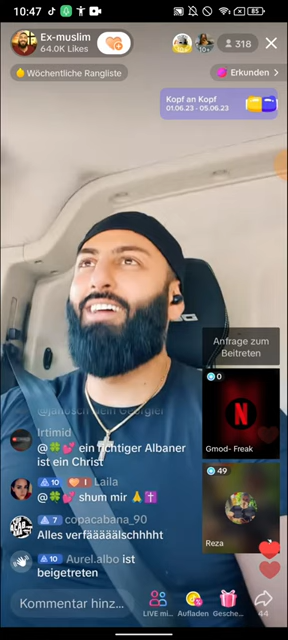 10:47
85
Ex-muslim
64.0K Likes
10+
318
Wöchentliche Rangliste
Erkunden >
Kopf an Kopf
01.06.23 - 05.06.23
Anfrage zum
Beitreten
0
N
Gmod- Freak
Irtimid
@🍀💕 ein richtiger Albaner
ist ein Christ
10 I Laila
@🍀💕 shum mir 🙏✝️
7 copacabana_90
Alles verfääääälschhhht
10 Aurel.albo ist
beigetreten
49
Reza
Kommentar hinz...
LIVE mi...
Aufladen
Gesche...
44